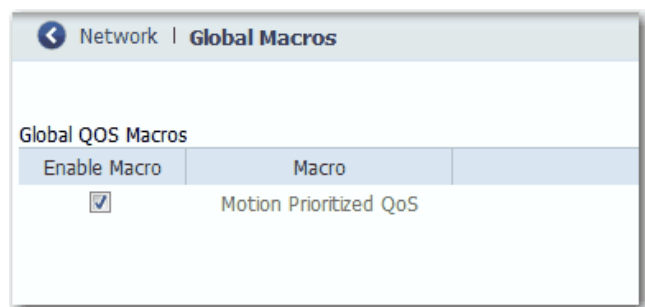 Network | Global Macros
Global QOS Macros
Enable Macro Macro
Motion Prioritized QoS